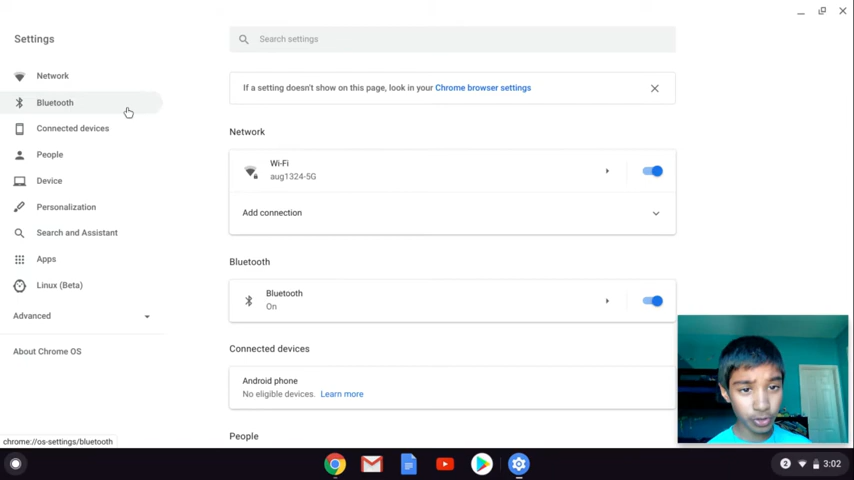 Settings
Search settings
Network
Bluetooth
Connected devices
People
Device
Personalization
Search and Assistant
Apps
Linux (Beta)
Advanced
About Chrome OS
If a setting doesn't show on this page, look in your Chrome browser settings
Network
Wi-Fi
aug1324-5G
Add connection
Bluetooth
Bluetooth
On
Connected devices
Android phone
No eligible devices. Learn more
People
chrome://os-settings/bluetooth
2
3:02